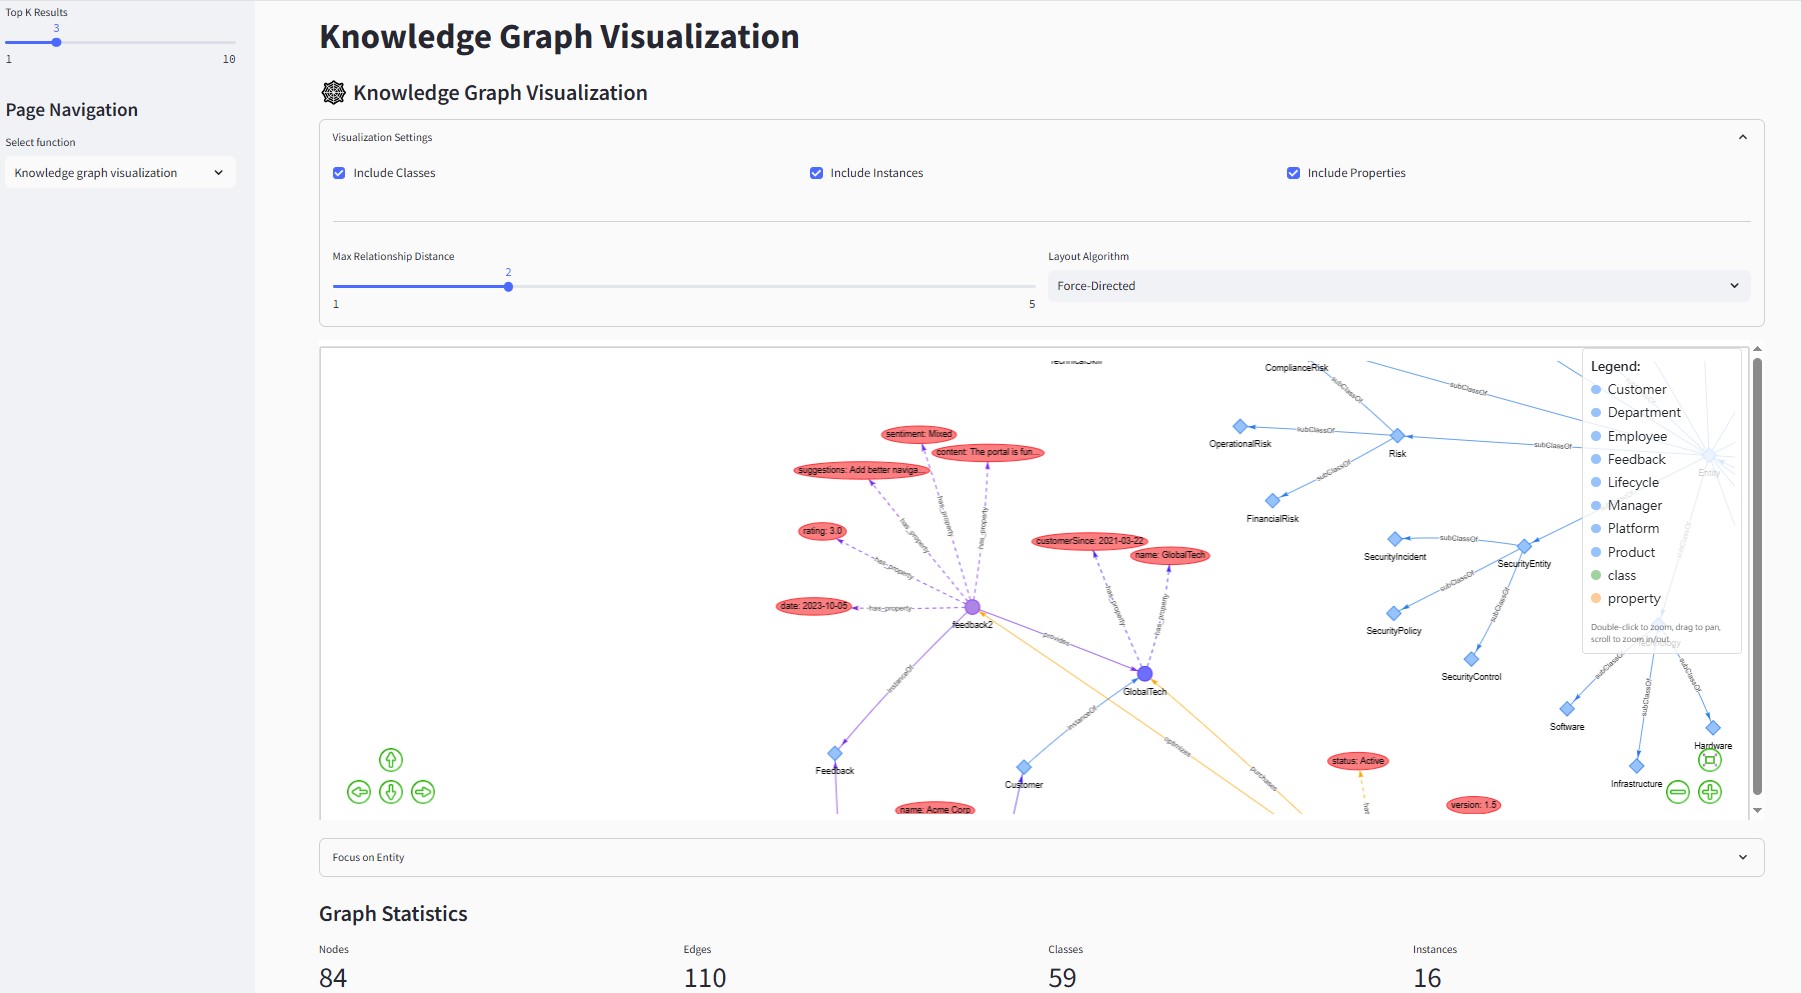 Top K Results
3
1 10
Page Navigation
Select function
Knowledge graph visualization
Knowledge Graph Visualization
Knowledge Graph Visualization
Visualization Settings
Include Classes
Include Instances
Include Properties
Max Relationship Distance
2
1 5
Layout Algorithm
Force-Directed
ComplianceRisk
subClassOf
subClassOf
OperationalRisk
subClassOf
Risk
subClassOf
subClassOf
FinancialRisk
Entity
sentiment: Mixed
content: The portal is fun...
suggestions: Add better naviga...
rating: 3.0
date: 2023-10-05
has_property
has_property
has_property
has_property
has_property
feedback2
customerSince: 2021-03-22
name: GlobalTech
has_property
has_property
provides
GlobalTech
instanceOf
instanceOf
optimizes
purchases
Feedback
Customer
name: Acme Corp
status: Active
has
version: 1.5
SecurityIncident
subClassOf
SecurityEntity
subClassOf
SecurityPolicy
subClassOf
SecurityControl
subClassOf
subClassOf
subClassOf
subClassOf
Software
Infrastructure
Hardware
Legend:
Customer
Department
Employee
Feedback
Lifecycle
Manager
Platform
Product
class
property
Double-click to zoom, drag to pan,
scroll to zoom in/out.
Focus on Entity
Graph Statistics
Nodes
84
Edges
110
Classes
59
Instances
16